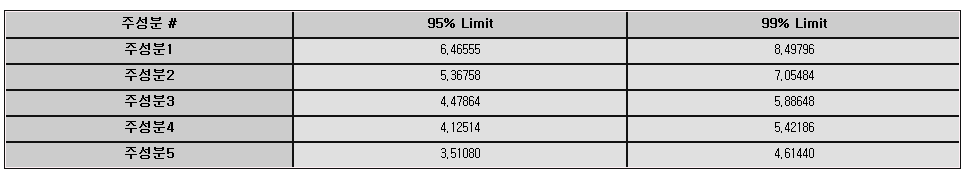 주성분 # 95% Limit 99% Limit
주성분1 6,46555 8,49796
주성분2 5,36758 7,05484
주성분3 4,47864 5,88648
주성분4 4,12514 5,42186
주성분5 3,51080 4,61440